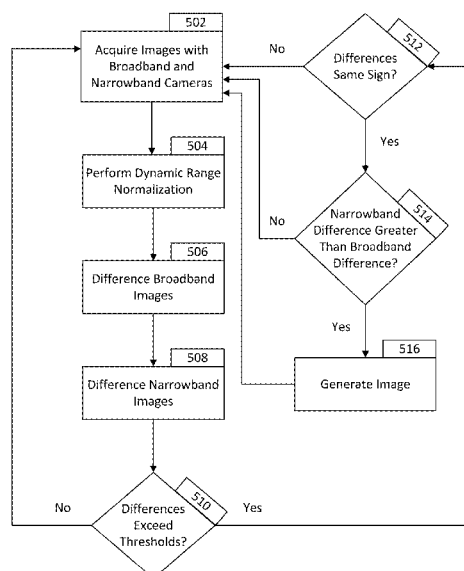 502
Acquire Images with
Broadband and
Narrowband Cameras
504
Perform Dynamic Range
Normalization
506
Difference Broadband
Images
508
Difference Narrowband
Images
510
Differences
Exceed
Thresholds?
No
Yes
512
Differences
Same Sign?
No
Yes
514
Narrowband
Difference Greater
Than Broadband
Difference?
No
Yes
516
Generate Image